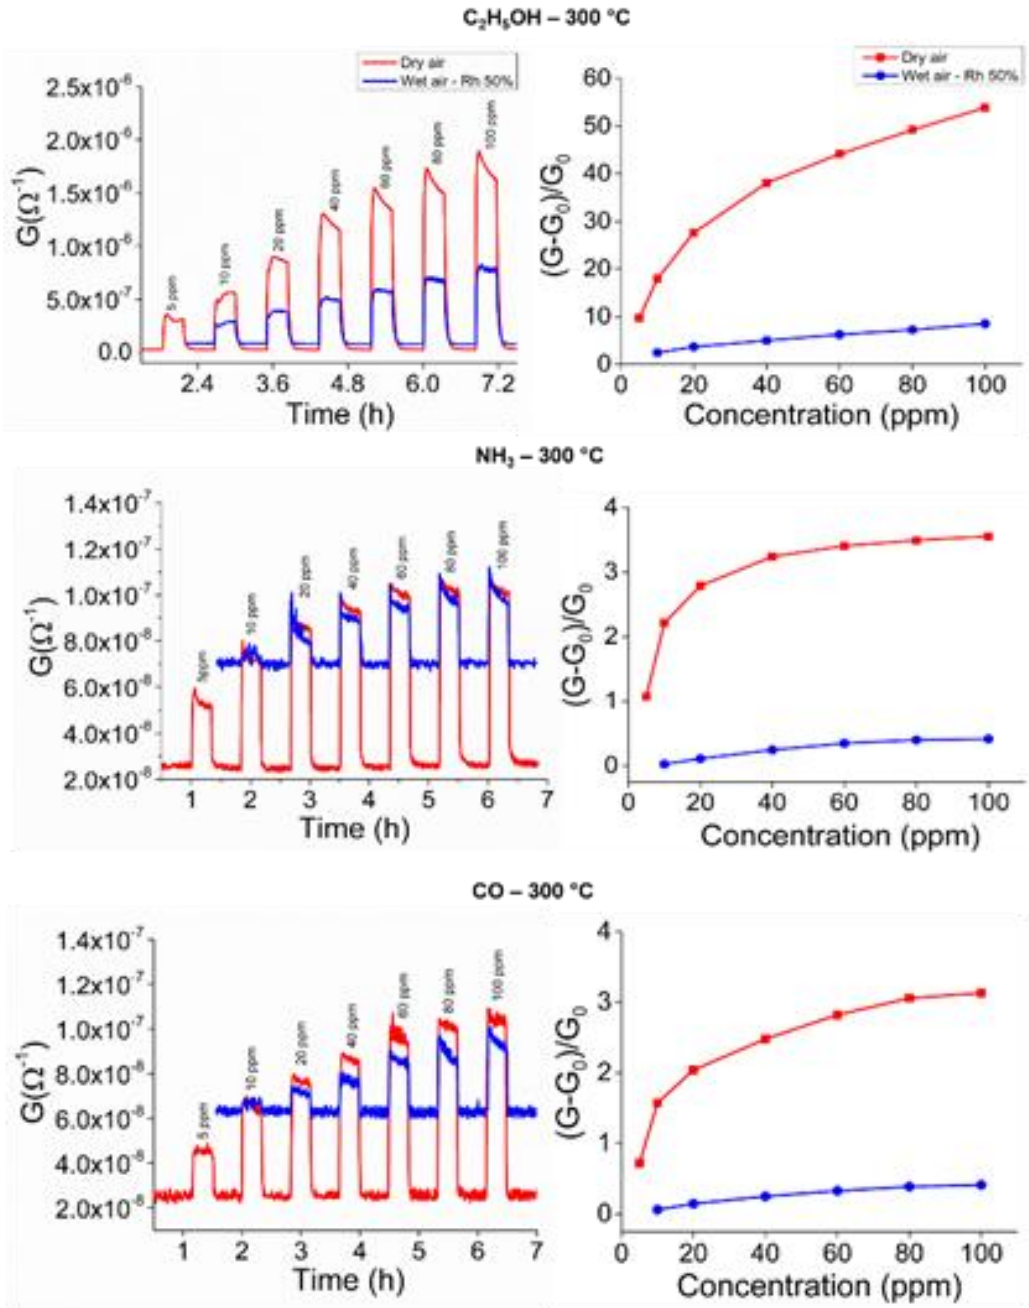 C₂H₅OH – 300 °C
Dry air
Wet air - Rh 50%
2.5x10⁻⁶
2.0x10⁻⁶
1.5x10⁻⁶
1.0x10⁻⁶
5.0x10⁻⁷
0.0
G(Ω⁻¹)
5 ppm
10 ppm
20 ppm
40 ppm
60 ppm
80 ppm
100 ppm
2.4 3.6 4.8 6.0 7.2
Time (h)
Dry air
Wet air - Rh 50%
60
50
40
30
20
10
0
(G-G₀)/G₀
0 20 40 60 80 100
Concentration (ppm)
NH₃ – 300 °C
1.4x10⁻⁷
1.2x10⁻⁷
1.0x10⁻⁷
8.0x10⁻⁸
6.0x10⁻⁸
4.0x10⁻⁸
2.0x10⁻⁸
G(Ω⁻¹)
5ppm
10 ppm
20 ppm
40 ppm
60 ppm
80 ppm
100 ppm
1 2 3 4 5 6 7
Time (h)
4
3
2
1
0
(G-G₀)/G₀
0 20 40 60 80 100
Concentration (ppm)
CO – 300 °C
1.4x10⁻⁷
1.2x10⁻⁷
1.0x10⁻⁷
8.0x10⁻⁸
6.0x10⁻⁸
4.0x10⁻⁸
2.0x10⁻⁸
G(Ω⁻¹)
5 ppm
10 ppm
20 ppm
40 ppm
60 ppm
80 ppm
100 ppm
1 2 3 4 5 6 7
Time (h)
4
3
2
1
0
(G-G₀)/G₀
0 20 40 60 80 100
Concentration (ppm)